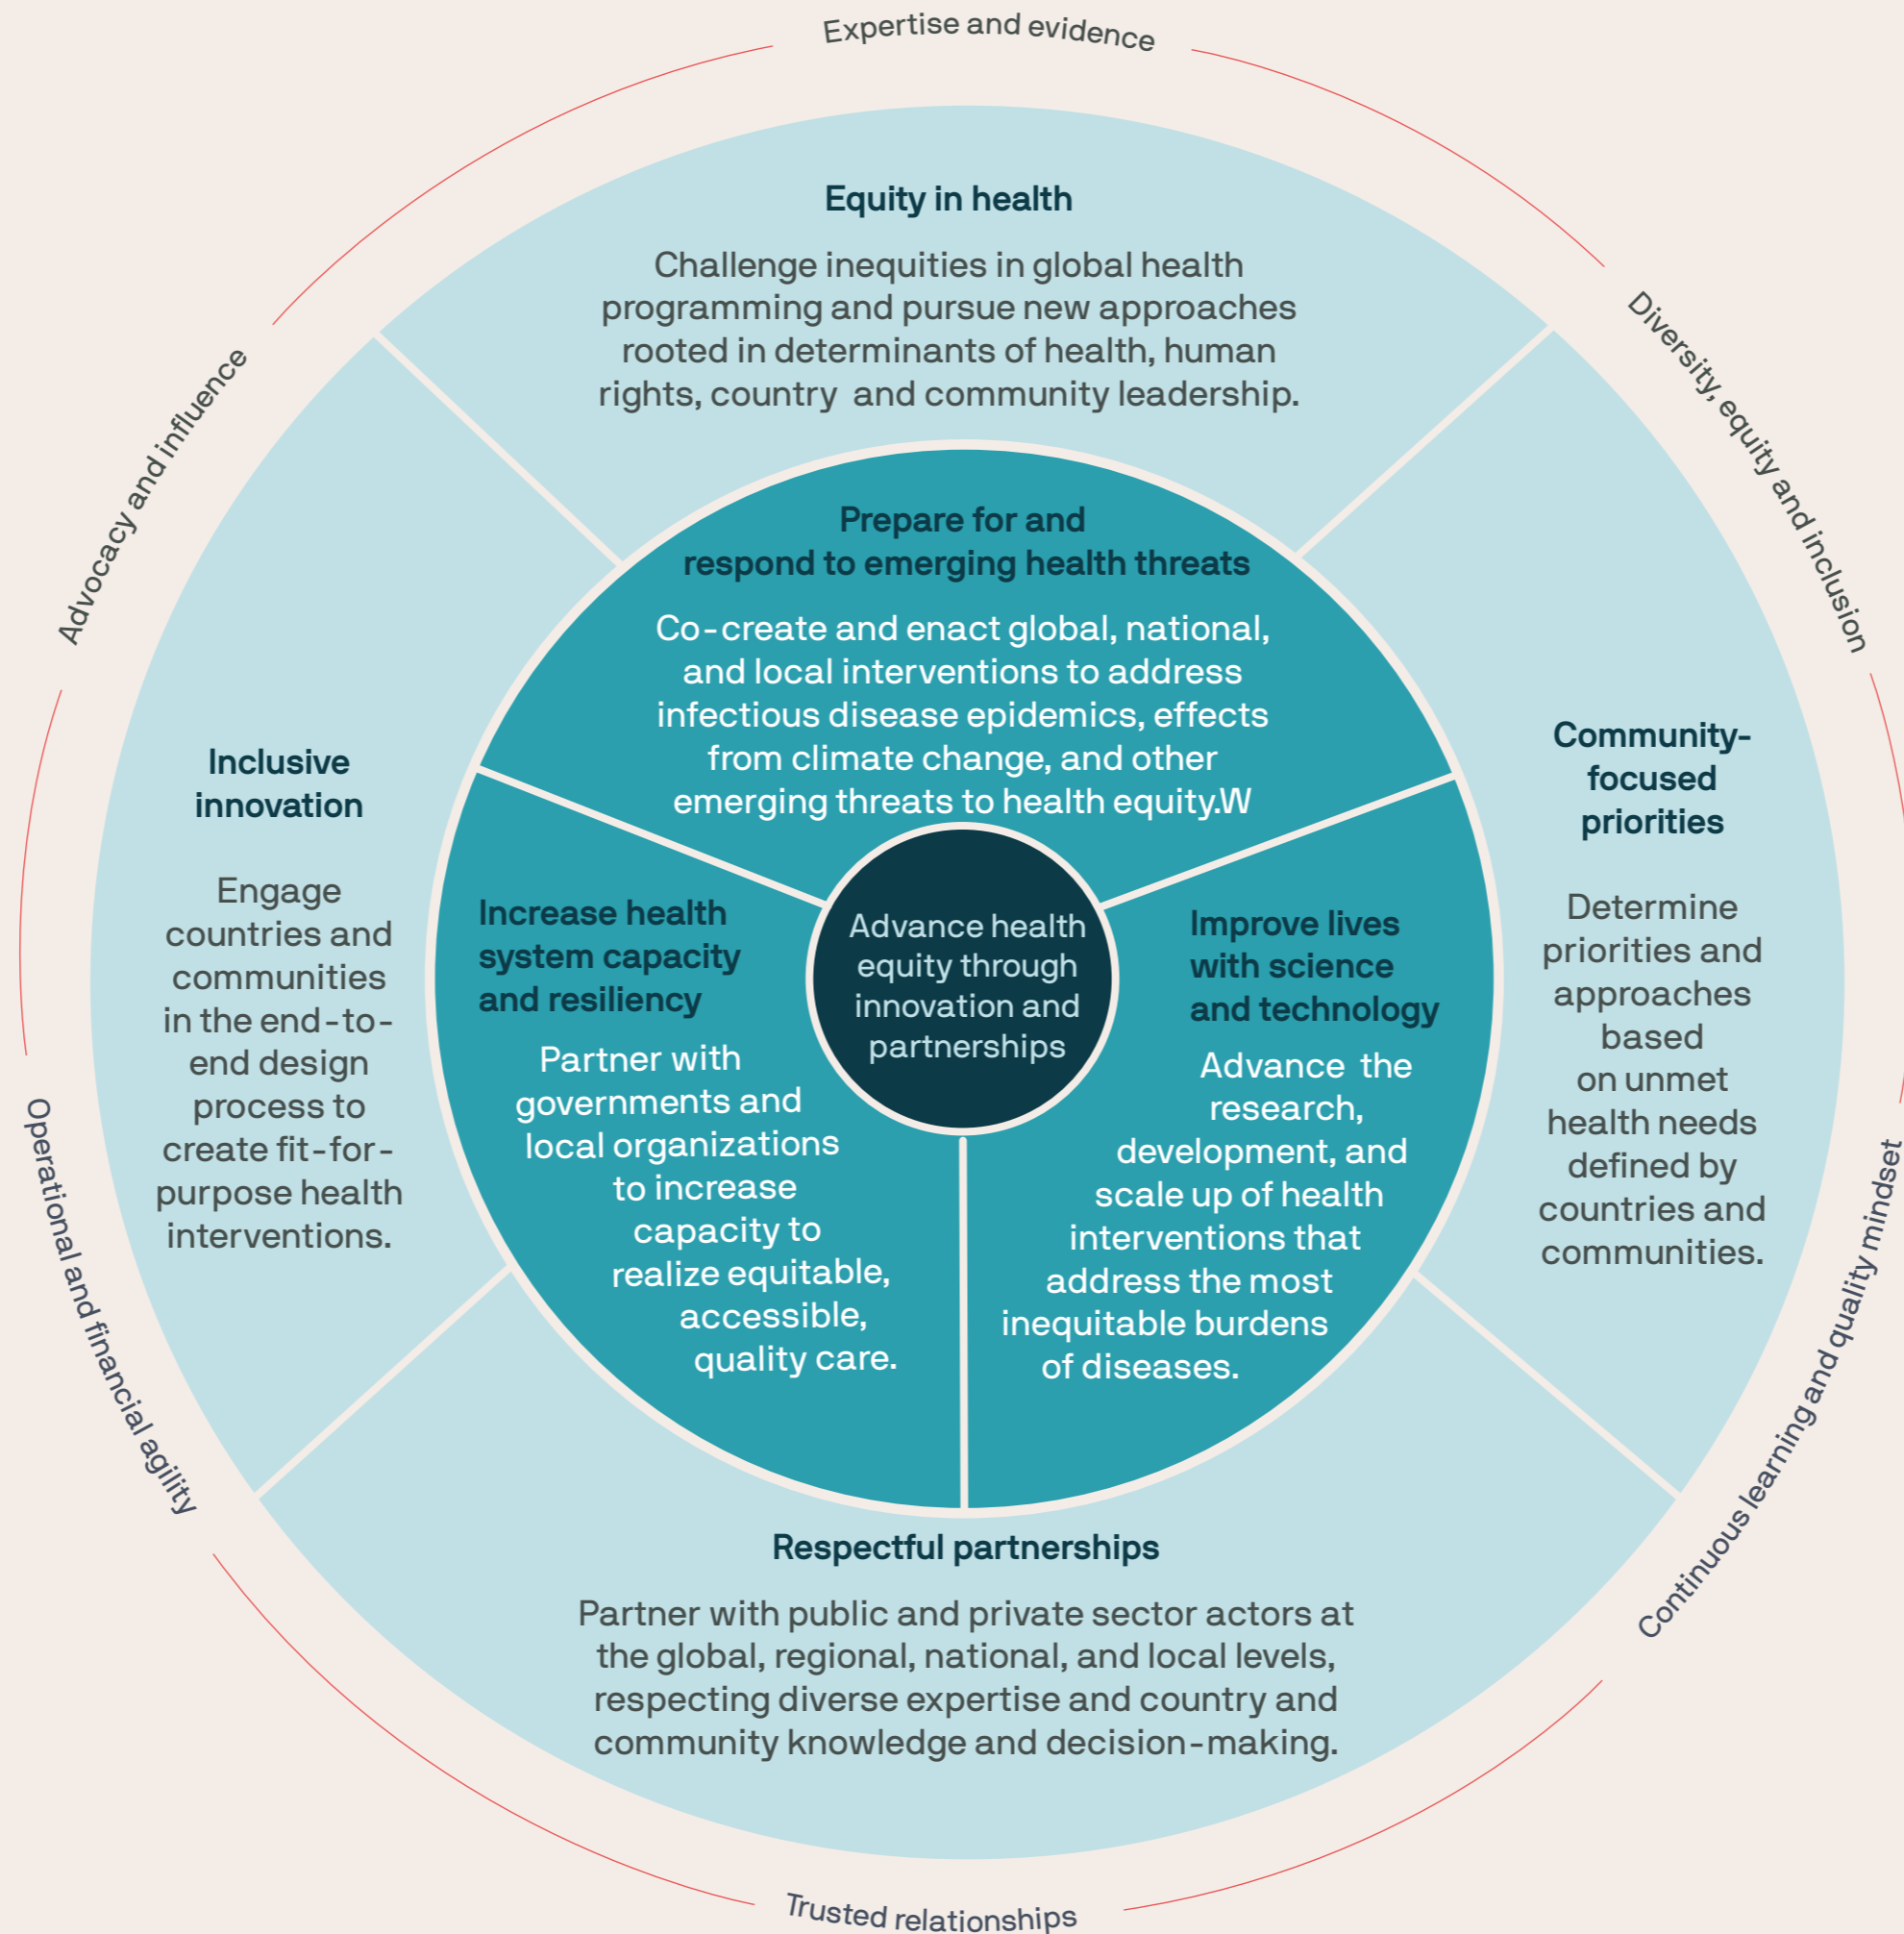 Expertise and evidence
Diversity, equity and inclusion
Continuous learning and quality mindset
Trusted relationships
Operational and financial agility
Advocacy and influence
Equity in health
Challenge inequities in global health
programming and pursue new approaches
rooted in determinants of health, human
rights, country and community leadership.
Community-
focused
priorities
Determine
priorities and
approaches
based
on unmet
health needs
defined by
countries and
communities.
Respectful partnerships
Partner with public and private sector actors at
the global, regional, national, and local levels,
respecting diverse expertise and country and
community knowledge and decision-making.
Inclusive
innovation
Engage
countries and
communities
in the end-to-
end design
process to
create fit-for-
purpose health
interventions.
Prepare for and
respond to emerging health threats
Co-create and enact global, national,
and local interventions to address
infectious disease epidemics, effects
from climate change, and other
emerging threats to health equity.W
Improve lives
with science
and technology
Advance the
research,
development, and
scale up of health
interventions that
address the most
inequitable burdens
of diseases.
Increase health
system capacity
and resiliency
Partner with
governments and
local organizations
to increase
capacity to
realize equitable,
accessible,
quality care.
Advance health
equity through
innovation and
partnerships